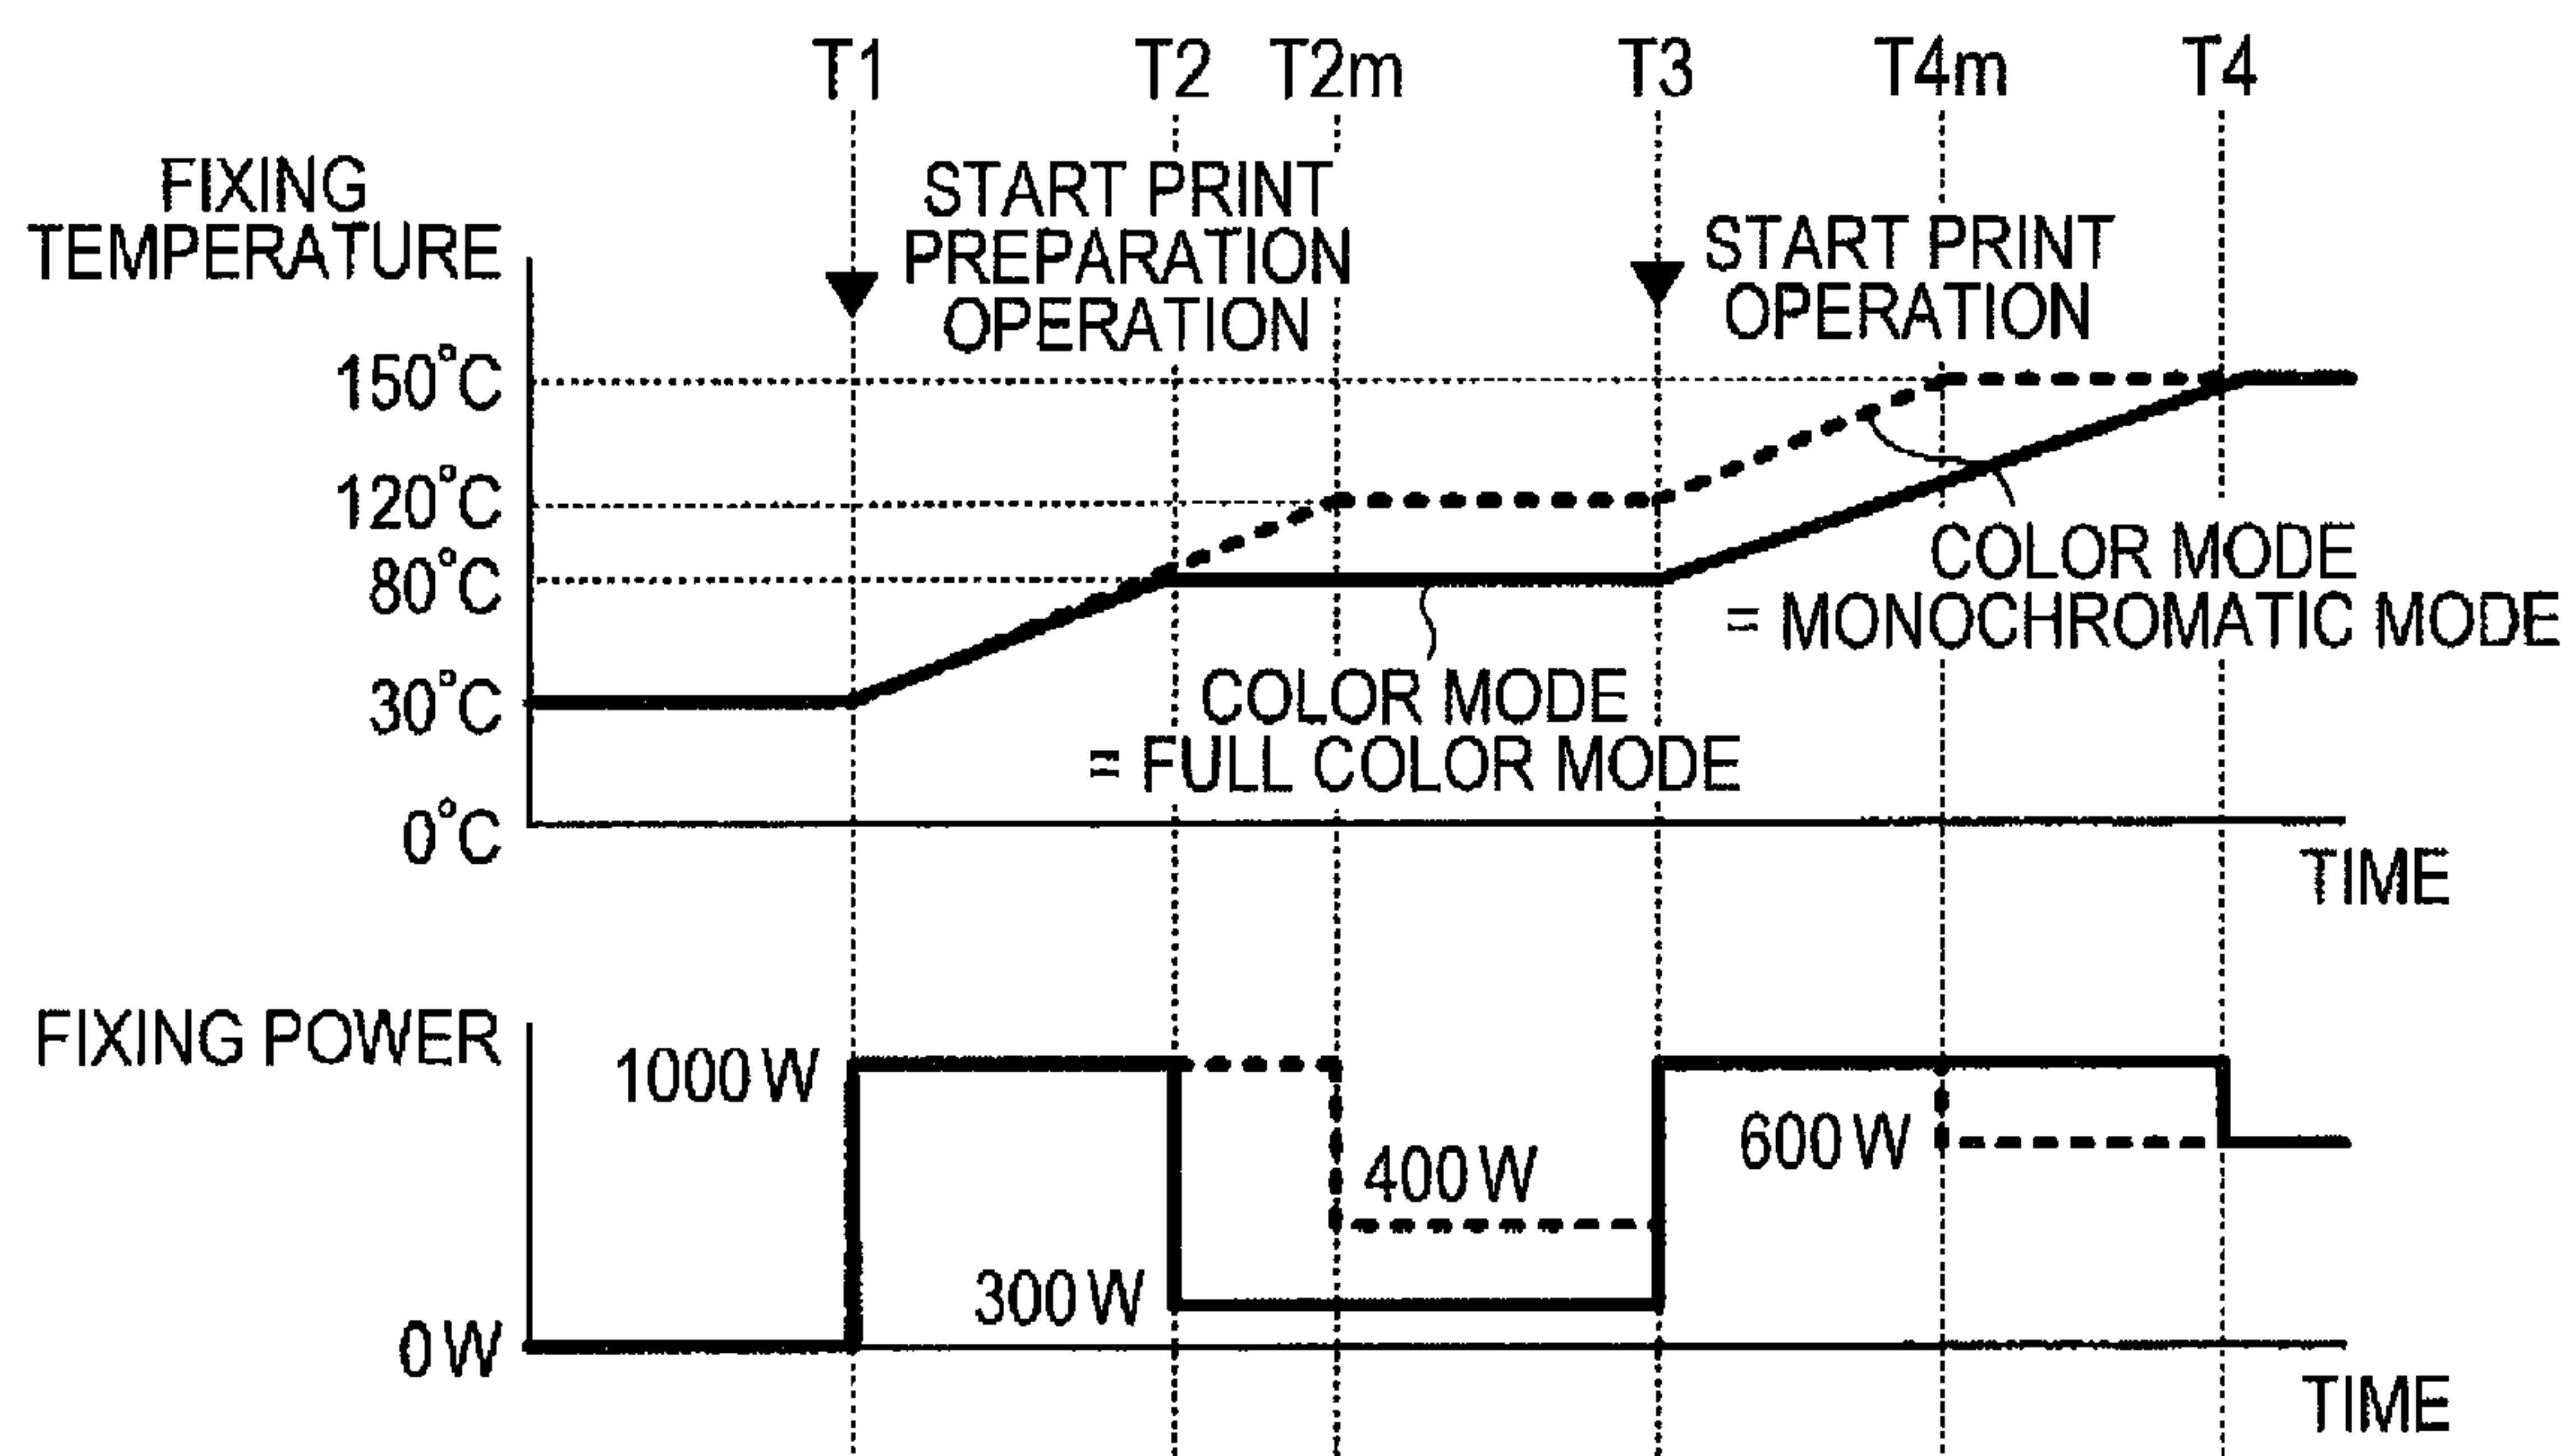 T1 T2 T2m T3 T4m T4
FIXING
TEMPERATURE
START PRINT
PREPARATION
OPERATION
START PRINT
OPERATION
150°C
120°C
80°C
30°C
0°C
COLOR MODE
= MONOCHROMATIC MODE
COLOR MODE
= FULL COLOR MODE
TIME
FIXING POWER
1000 W
600 W
400 W
300 W
0 W
TIME